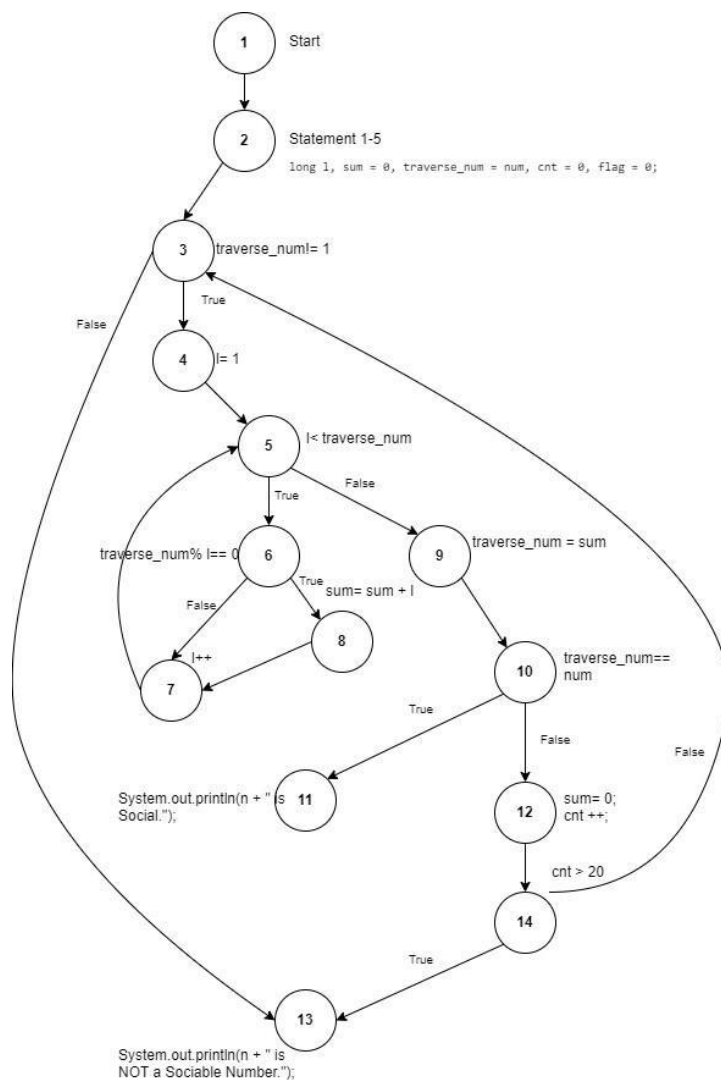 1
Start
2
Statement 1-5
long l, sum = 0, traverse_num = num, cnt = 0, flag = 0;
3
traverse_num!= 1
True
False
4
l= 1
5
l< traverse_num
True
False
traverse_num% l== 0
6
9
traverse_num = sum
False
True
sum= sum + l
8
l++
7
10
traverse_num==
num
True
False
False
System.out.println(n + " is
Social.");
11
12
sum= 0;
cnt ++;
cnt > 20
14
True
13
System.out.println(n + " is
NOT a Sociable Number.");